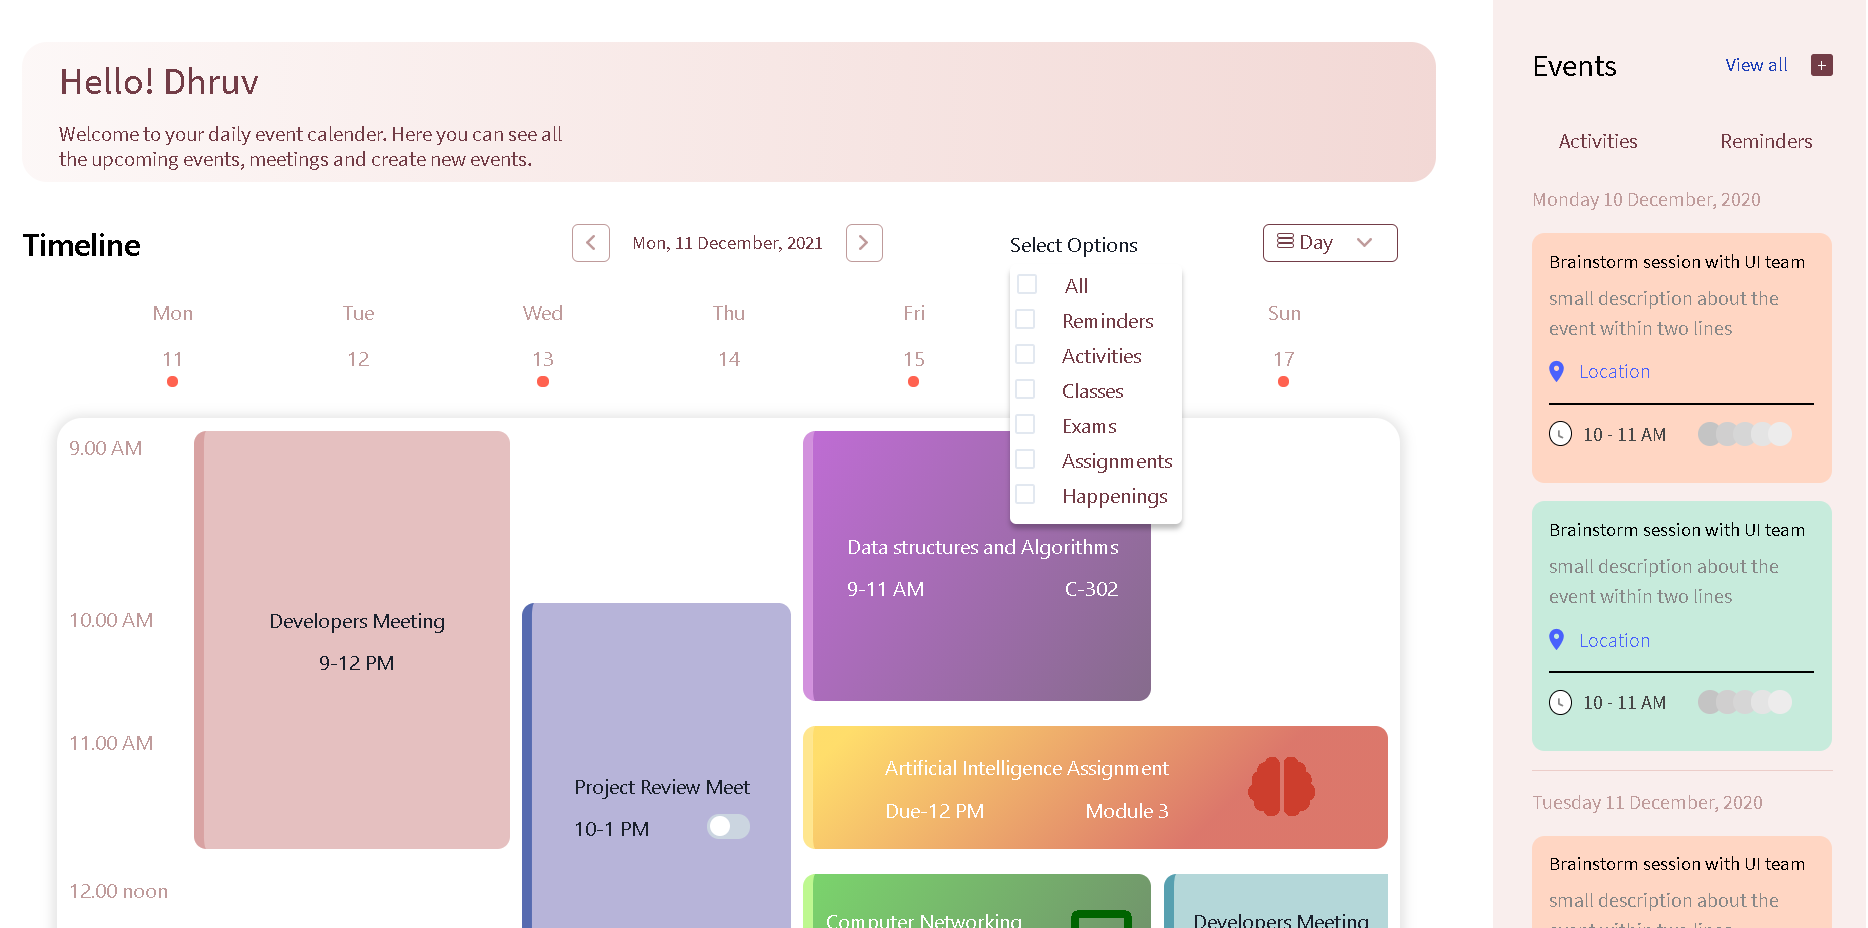 Hello! Dhruv
Welcome to your daily event calender. Here you can see all
the upcoming events, meetings and create new events.
Timeline
Mon, 11 December, 2021
Select Options
Day
All
Reminders
Activities
Classes
Exams
Assignments
Happenings
Mon
Tue
Wed
Thu
Fri
Sun
11
12
13
14
15
17
9.00 AM
10.00 AM
11.00 AM
12.00 noon
Developers Meeting
9-12 PM
Project Review Meet
10-1 PM
Data structures and Algorithms
9-11 AM C-302
Artificial Intelligence Assignment
Due-12 PM Module 3
Computer Networking
Developers Meeting
Events
View all
+
Activities
Reminders
Monday 10 December, 2020
Brainstorm session with UI team
small description about the
event within two lines
Location
10 - 11 AM
Brainstorm session with UI team
small description about the
event within two lines
Location
10 - 11 AM
Tuesday 11 December, 2020
Brainstorm session with UI team
small description about the
event within two lines